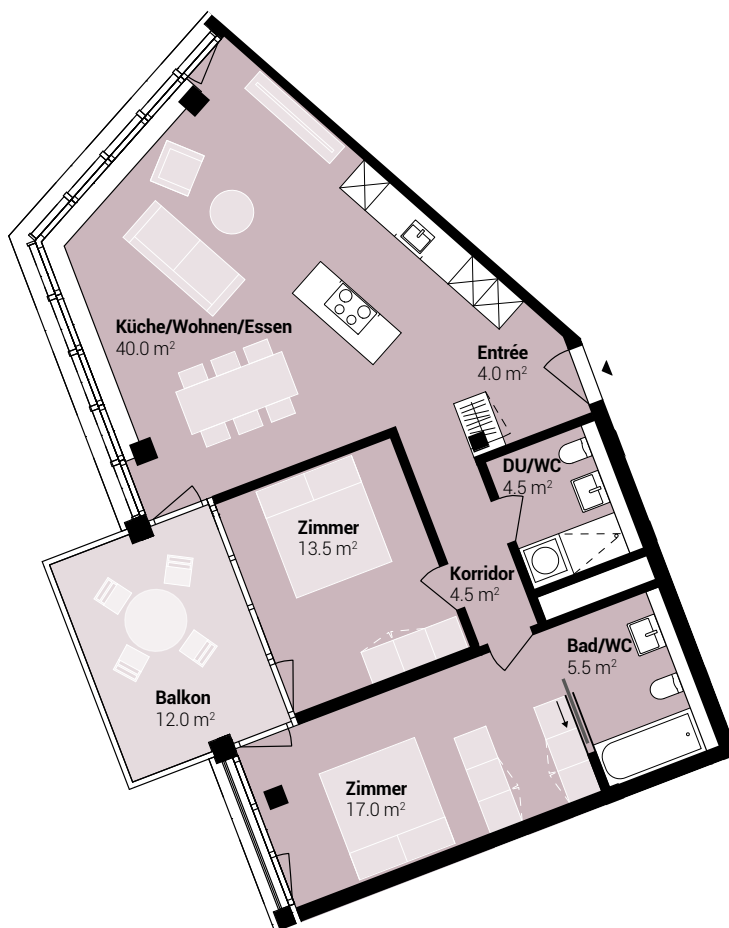 Küche/Wohnen/Essen
40.0 m²
Entrée
4.0 m²
DU/WC
4.5 m²
Zimmer
13.5 m²
Korridor
4.5 m²
Bad/WC
5.5 m²
Balkon
12.0 m²
Zimmer
17.0 m²